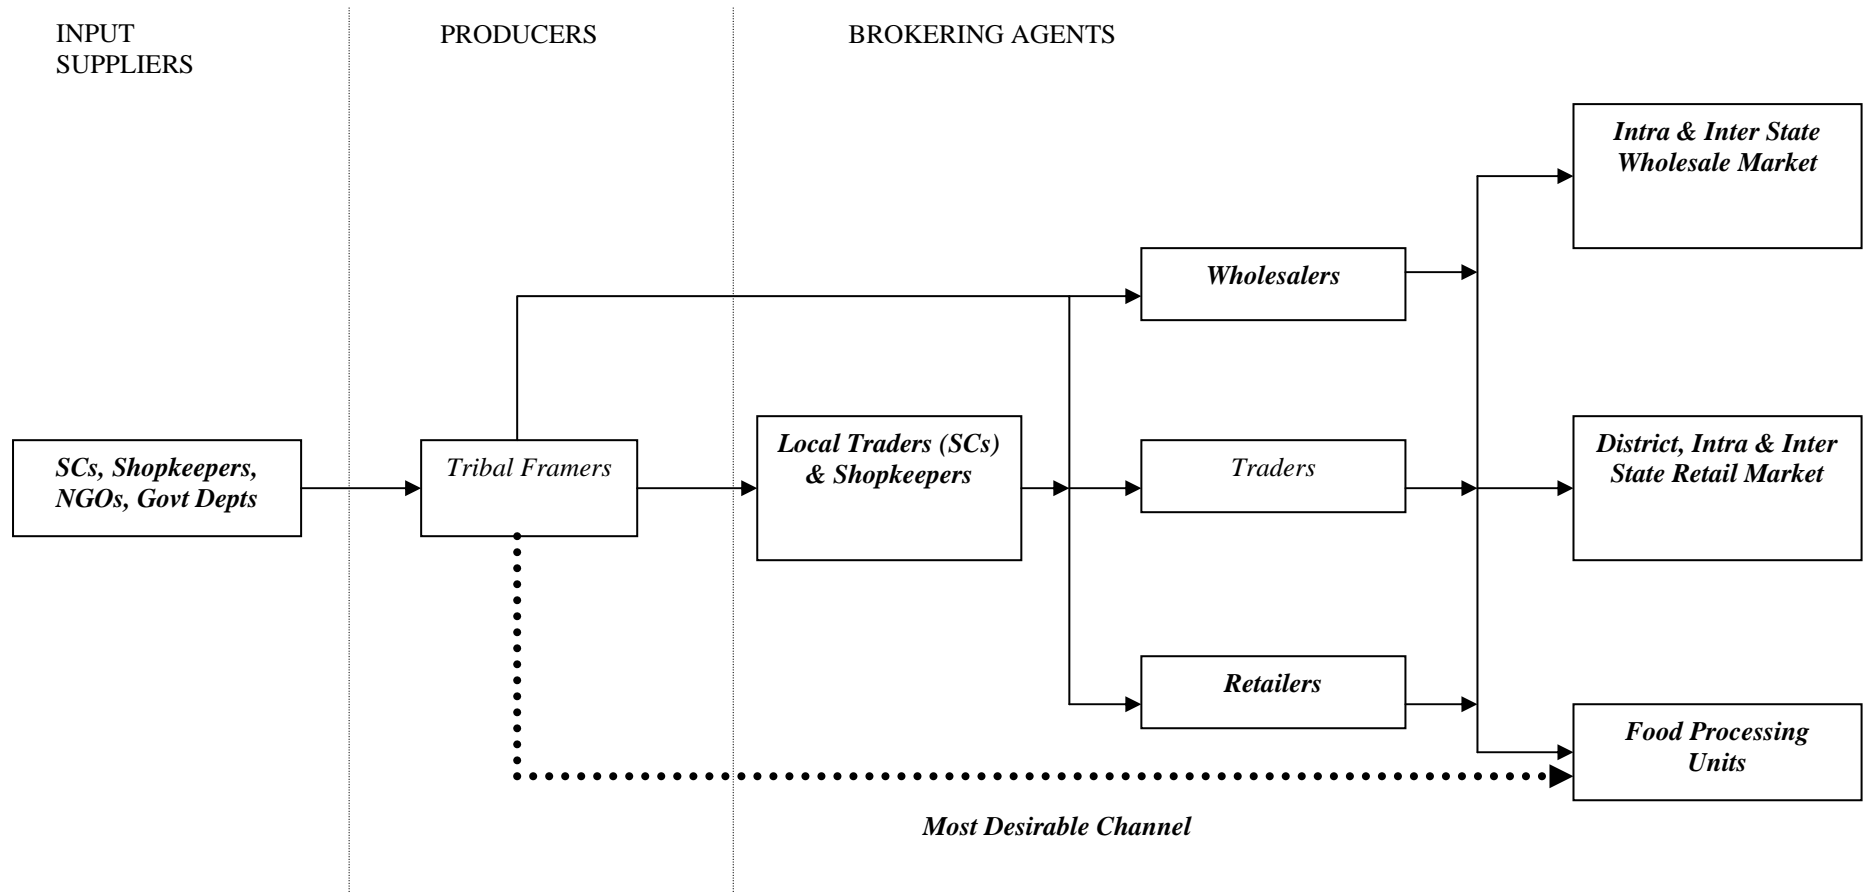 INPUT
SUPPLIERS
PRODUCERS
BROKERING AGENTS
Intra & Inter State
Wholesale Market
Wholesalers
SCs, Shopkeepers,
NGOs, Govt Depts
Tribal Framers
Local Traders (SCs)
& Shopkeepers
Traders
District, Intra & Inter
State Retail Market
Retailers
Food Processing
Units
Most Desirable Channel